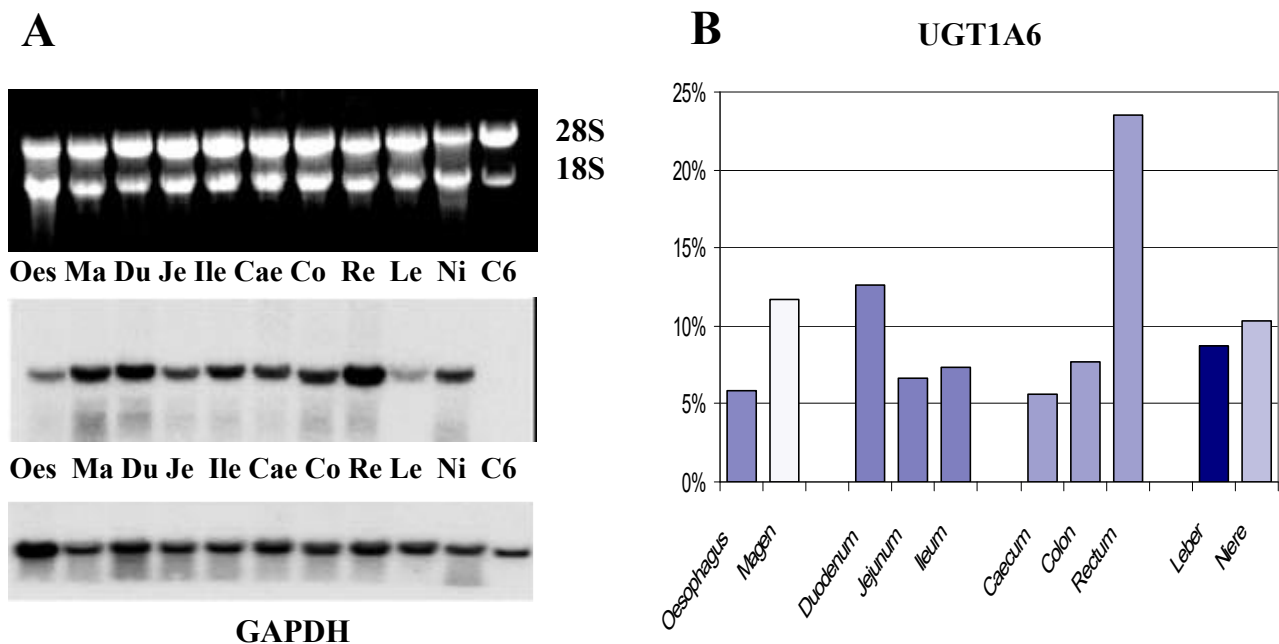 A
28S
18S
Oes Ma Du Je Ile Cae Co Re Le Ni C6
Oes Ma Du Je Ile Cae Co Re Le Ni C6
GAPDH
B
UGT1A6
25%
20%
15%
10%
5%
0%
Oesophagus
Magen
Duodenum
Jejunum
Ileum
Caecum
Colon
Rectum
Leber
Niere